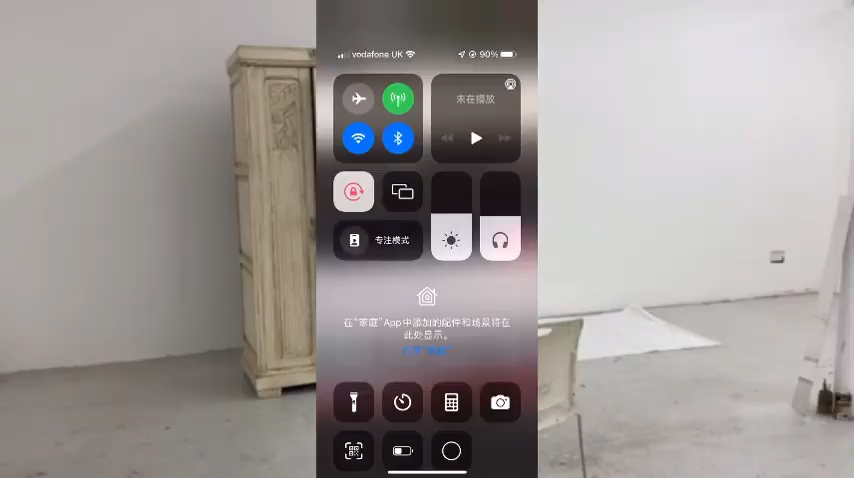 vodafone UK
90%
未在播放
专注模式
在“家庭”App中添加的配件和场景将在
此处显示。
打开“家庭”